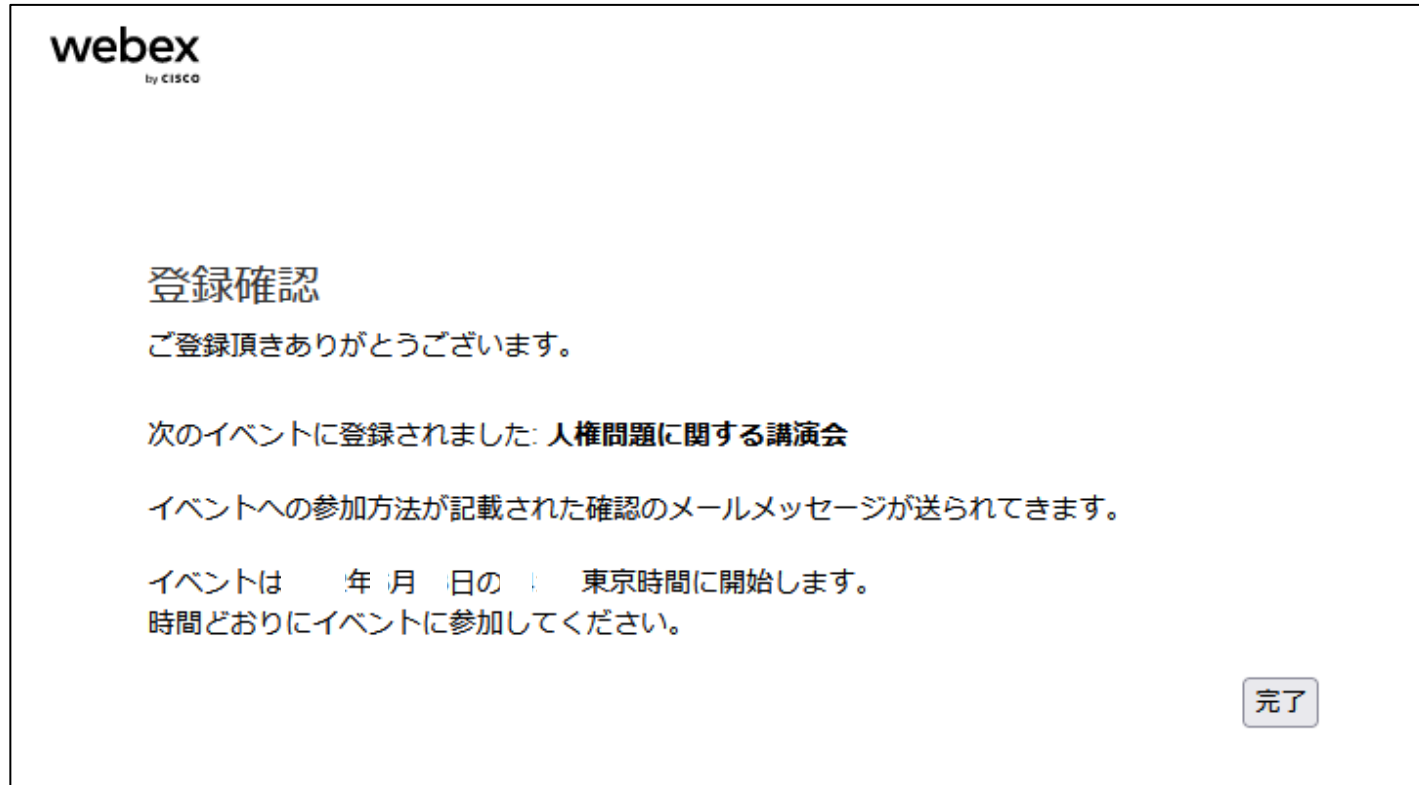 webex
by CISCO
登録確認
ご登録頂きありがとうございます。
次のイベントに登録されました: 人権問題に関する講演会
イベントへの参加方法が記載された確認のメールメッセージが送られてきます。
イベントは 年 月 日の 東京時間に開始します。
時間どおりにイベントに参加してください。
完了